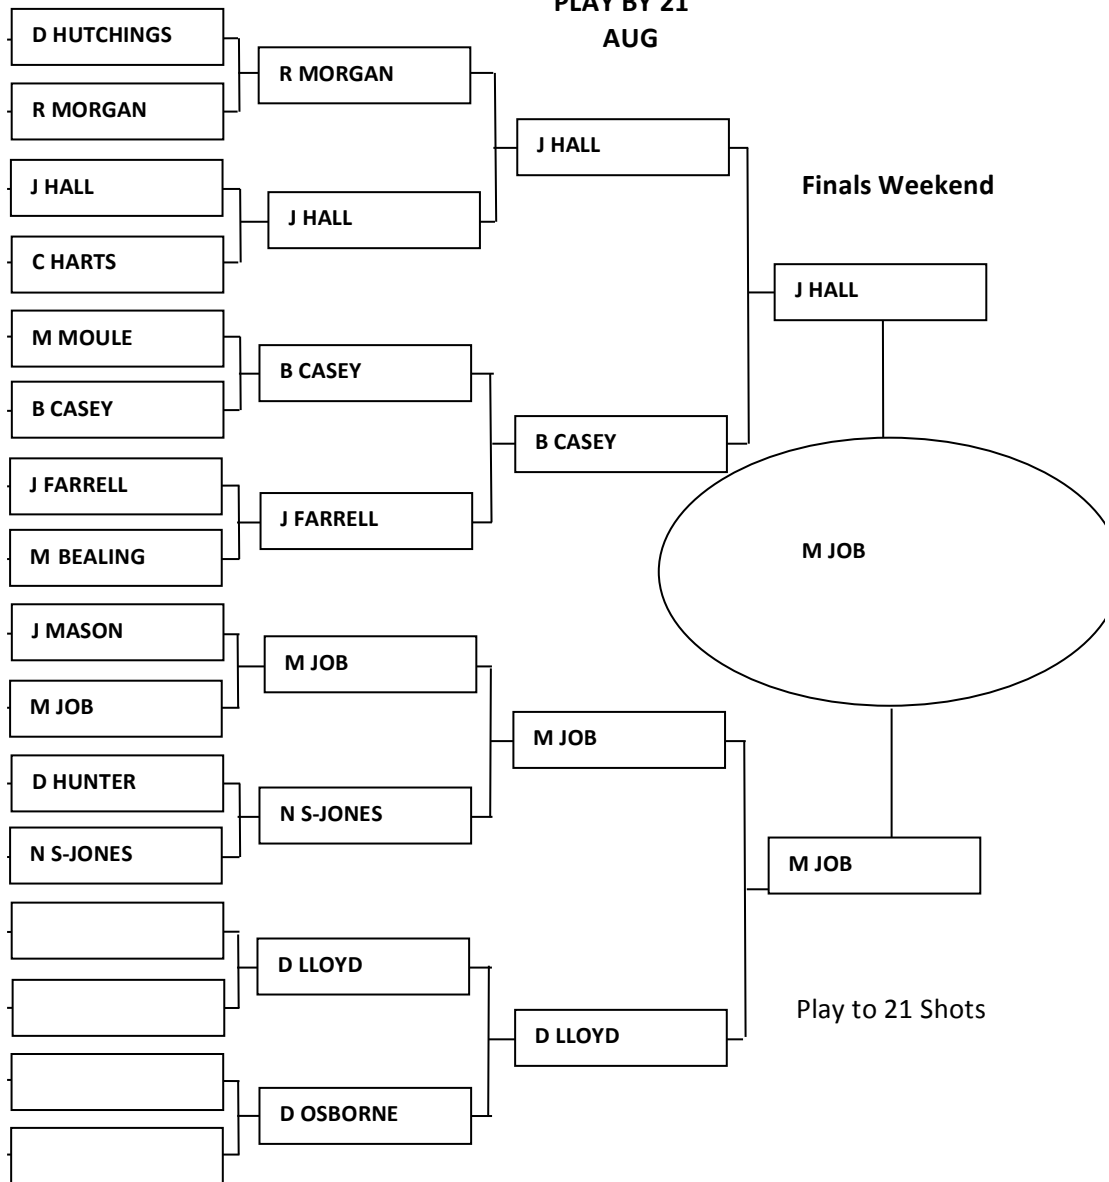 PLAY BY 21
AUG
D HUTCHINGS
R MORGAN
J HALL
C HARTS
M MOULE
B CASEY
J FARRELL
M BEALING
J MASON
M JOB
D HUNTER
N S-JONES
R MORGAN
J HALL
B CASEY
J FARRELL
M JOB
N S-JONES
D LLOYD
D OSBORNE
J HALL
B CASEY
M JOB
D LLOYD
Finals Weekend
J HALL
M JOB
M JOB
Play to 21 Shots